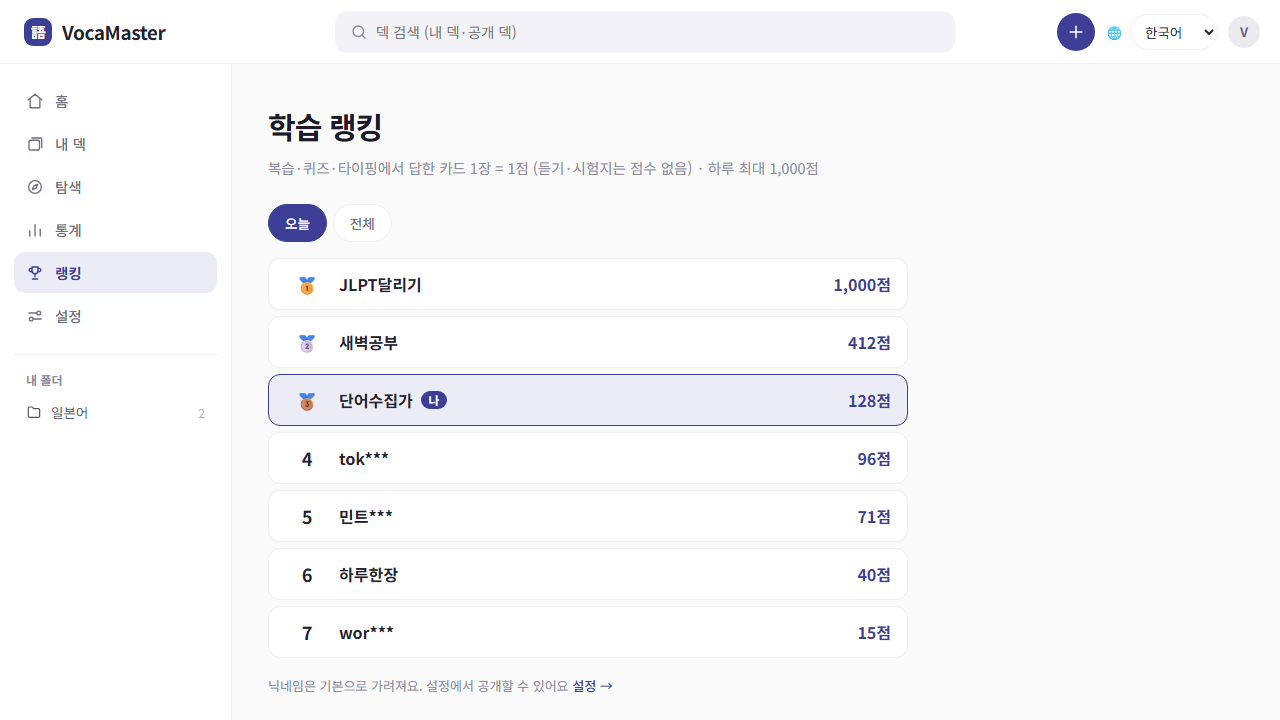 語 VocaMaster
덱 검색 (내 덱·공개 덱)
한국어
V
홈
내 덱
탐색
통계
랭킹
설정
내 폴더
일본어 2
학습 랭킹
복습·퀴즈·타이핑에서 답한 카드 1장 = 1점 (듣기·시험지는 점수 없음) · 하루 최대 1,000점
오늘 전체
1 JLPT달리기 1,000점
2 새벽공부 412점
3 단어수집가 나 128점
4 tok*** 96점
5 민트*** 71점
6 하루한장 40점
7 wor*** 15점
닉네임은 기본으로 가려져요. 설정에서 공개할 수 있어요 설정 →